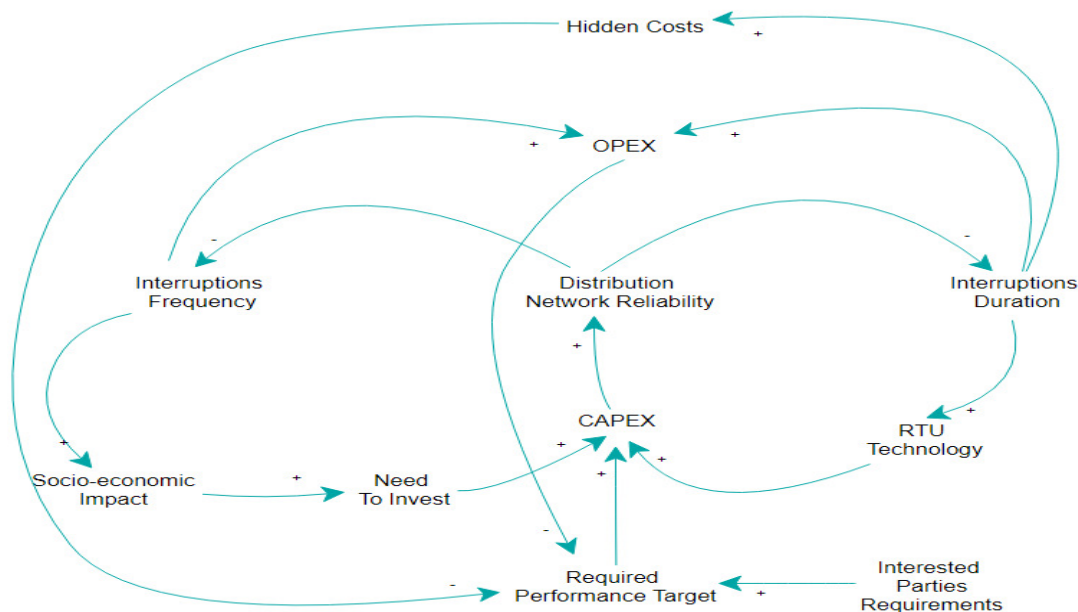 Hidden Costs
+
+
OPEX
+
-
-
Interruptions
Frequency
Distribution
Network Reliability
Interruptions
Duration
+
CAPEX
+
RTU
Technology
+
+
+
+
Socio-economic
Impact
+
Need
To Invest
-
-
Required
Performance Target
+
Interested
Parties
Requirements